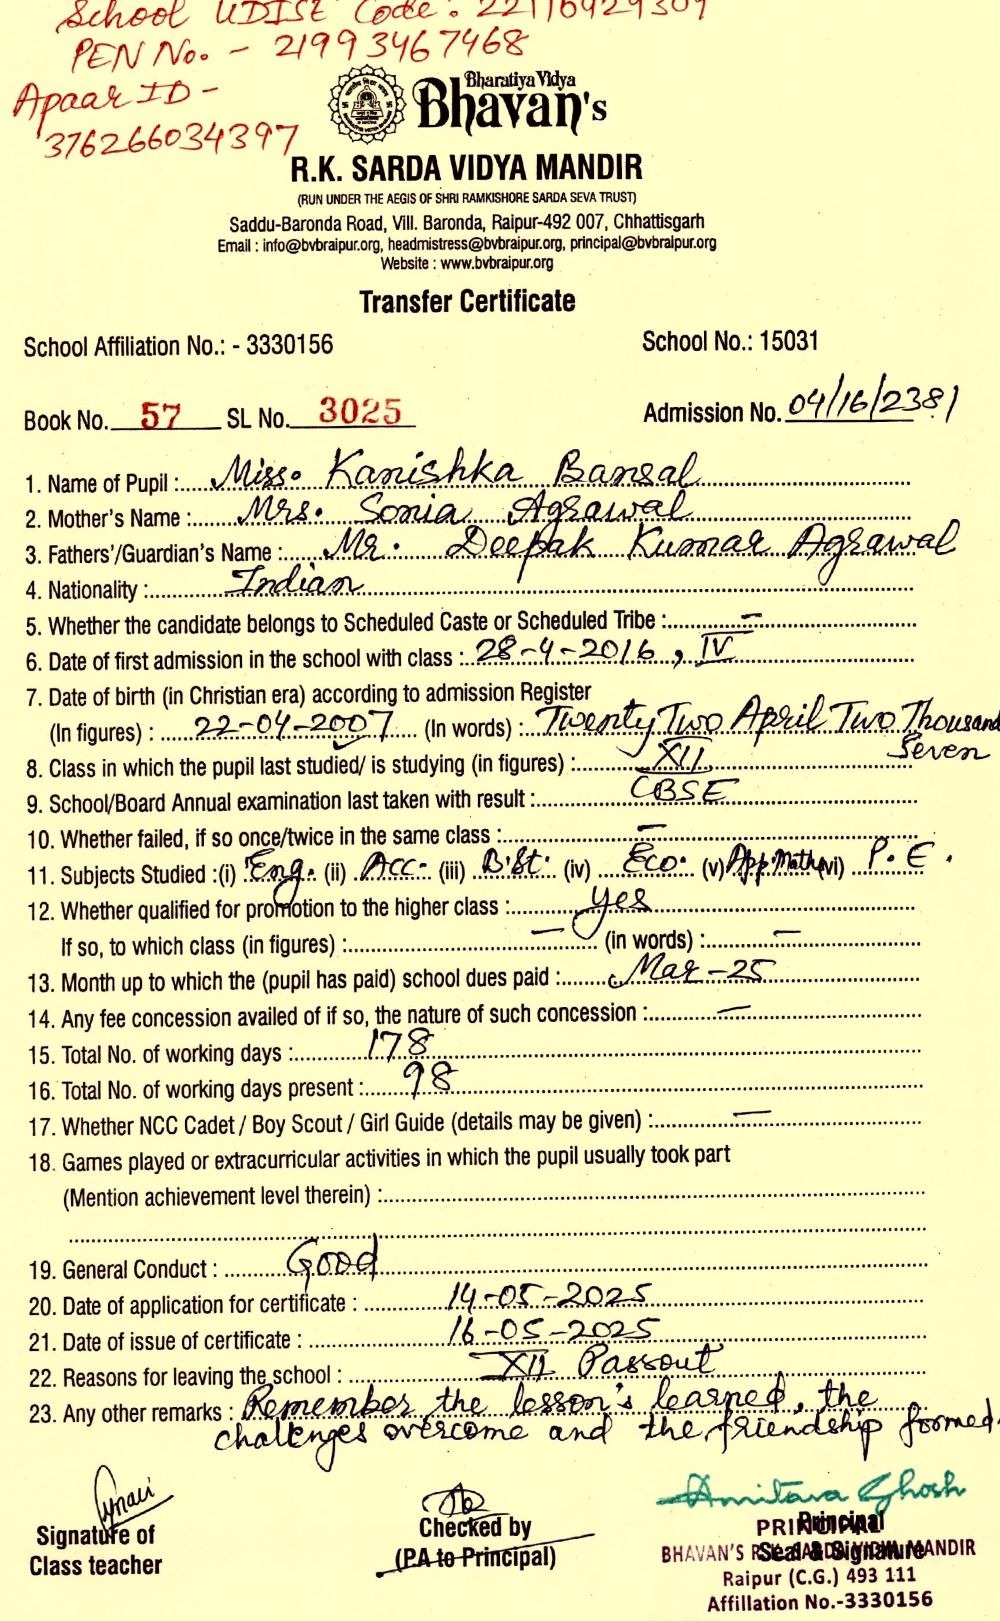 School UDISE Code: 22116929309
PEN No. - 21993467468
Apaar ID -
376266034397
Bharatiya Vidya
Bhavan's
R.K. SARDA VIDYA MANDIR
(RUN UNDER THE AEGIS OF SHRI RAMKISHORE SARDA SEVA TRUST)
Saddu-Baronda Road, Vill. Baronda, Raipur-492 007, Chhattisgarh
Email : info@bvbraipur.org, headmistress@bvbraipur.org, principal@bvbraipur.org
Website : www.bvbraipur.org
Transfer Certificate
School Affiliation No.: - 3330156 School No.: 15031
Book No. 57 SL No. 3025 Admission No. 04/16/2381
1. Name of Pupil : Miss. Kanishka Bansal
2. Mother's Name : Mrs. Sonia Agrawal
3. Fathers'/Guardian's Name : Mr. Deepak Kumar Agrawal
4. Nationality : Indian
5. Whether the candidate belongs to Scheduled Caste or Scheduled Tribe : -
6. Date of first admission in the school with class : 28-4-2016, IV
7. Date of birth (in Christian era) according to admission Register
(In figures) : 22-04-2007 (In words) : Twenty Two April Two Thousand
Seven
8. Class in which the pupil last studied/ is studying (in figures) : XII
9. School/Board Annual examination last taken with result : CBSE
10. Whether failed, if so once/twice in the same class : -
11. Subjects Studied :(i) Eng. (ii) Acc. (iii) B.St. (iv) Eco. (v) App.Math (vi) P.E.
12. Whether qualified for promotion to the higher class : yes
If so, to which class (in figures) : - (in words) : -
13. Month up to which the (pupil has paid) school dues paid : Mar-25
14. Any fee concession availed of if so, the nature of such concession : -
15. Total No. of working days : 178
16. Total No. of working days present : 98
17. Whether NCC Cadet / Boy Scout / Girl Guide (details may be given) : -
18. Games played or extracurricular activities in which the pupil usually took part
(Mention achievement level therein) :
19. General Conduct : Good
20. Date of application for certificate : 14-05-2025
21. Date of issue of certificate : 16-05-2025
22. Reasons for leaving the school : XII Passout
23. Any other remarks : Remember the lesson's learned, the
challenges overcome and the friendship foomed.
Amitava Ghosh
Signature of
Class teacher
Checked by
(PA to Principal)
Principal
Seal & Signature
PRINCIPAL
BHAVAN'S R.K. SARDA VIDYA MANDIR
Raipur (C.G.) 493 111
Affillation No.-3330156